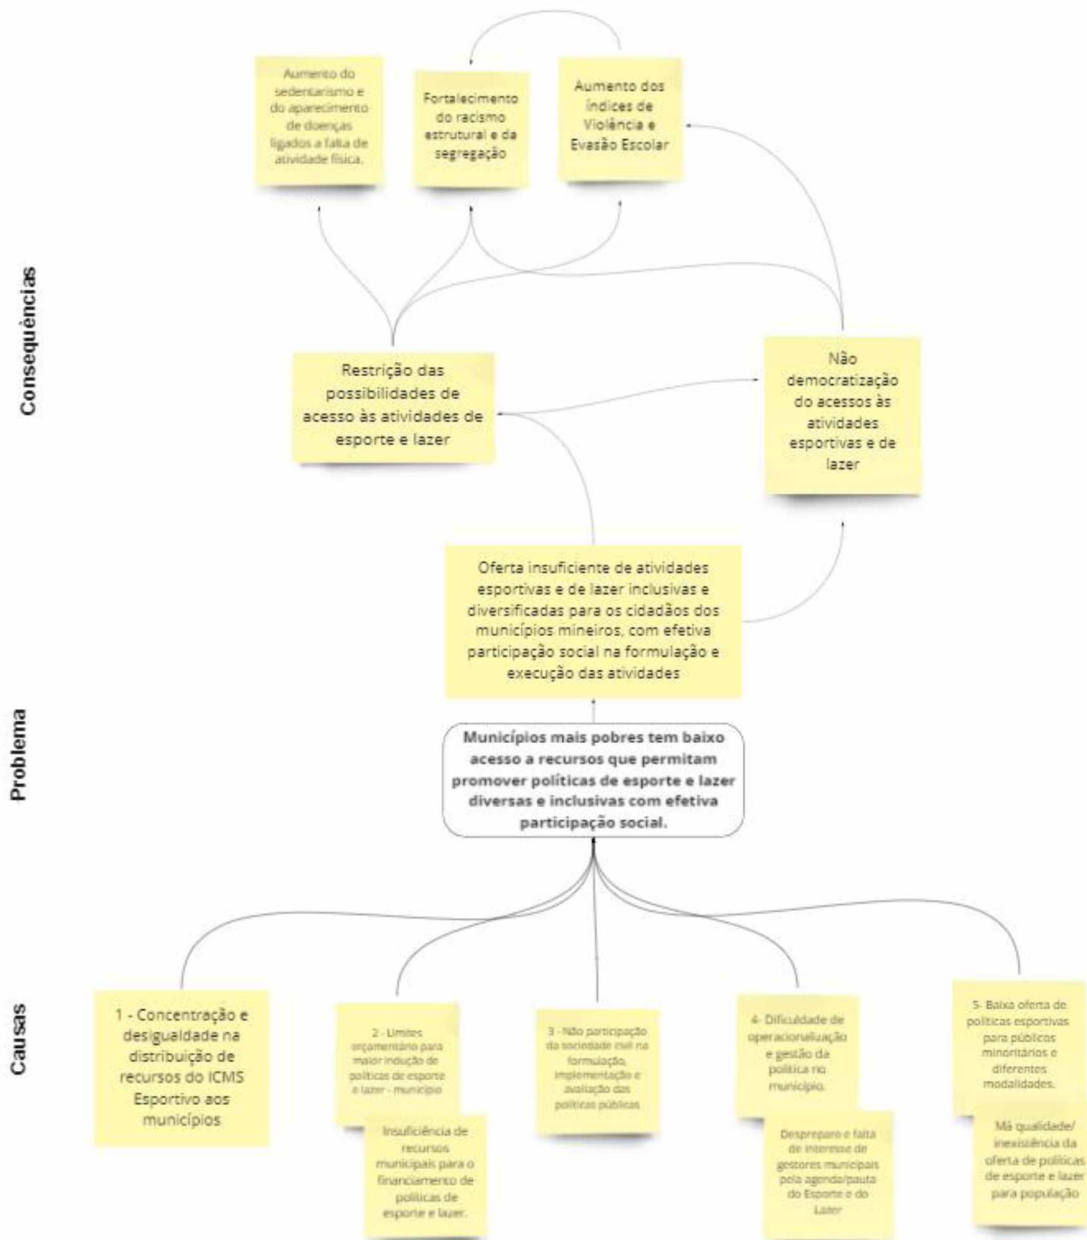 Aumento do
sedentarismo e
do aparecimento
de doenças
ligados a falta de
atividade física.
Fortalecimento
do racismo
estrutural e da
segregação
Aumento dos
índices de
Violência e
Evasão Escolar
Consequências
Restrição das
possibilidades de
acesso às atividades de
esporte e lazer
Não
democratização
do acessos às
atividades
esportivas e de
lazer
Oferta insuficiente de atividades
esportivas e de lazer inclusivas e
diversificadas para os cidadãos dos
municípios mineiros, com efetiva
participação social na formulação e
execução das atividades
Problema
Municípios mais pobres tem baixo
acesso a recursos que permitam
promover políticas de esporte e lazer
diversas e inclusivas com efetiva
participação social.
Causas
1 - Concentração e
desigualdade na
distribuição de
recursos do ICMS
Esportivo aos
municípios
2 - Limites
orçamentário para
maior indução de
políticas de esporte
e lazer - município
Insuficiência de
recursos
municipais para o
financiamento de
políticas de
esporte e lazer.
3 - Não participação
da sociedade civil na
formulação,
implementação e
avaliação das
políticas públicas
4- Dificuldade de
operacionalização
e gestão da
política no
município.
Despreparo e falta
de interesse de
gestores municipais
pela agenda/pauta
do Esporte e do
Lazer
5- Baixa oferta de
políticas esportivas
para públicos
minoritários e
diferentes
modalidades.
Má qualidade/
inexistência da
oferta de políticas
de esporte e lazer
para população